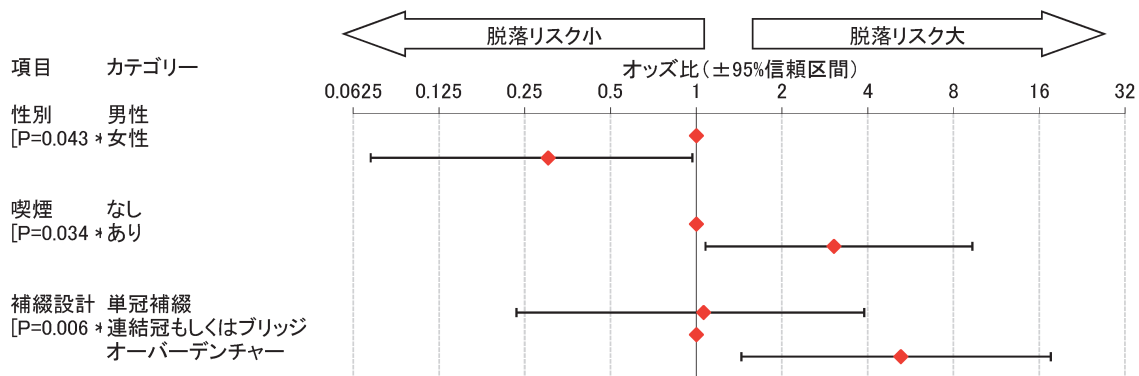 脱落リスク小 脱落リスク大
項目 カテゴリー オッズ比(±95%信頼区間)
0.0625 0.125 0.25 0.5 1 2 4 8 16 32
性別 男性
[P=0.043 * 女性
喫煙 なし
[P=0.034 * あり
補綴設計 単冠補綴
[P=0.006 * 連結冠もしくはブリッジ
オーバーデンチャー